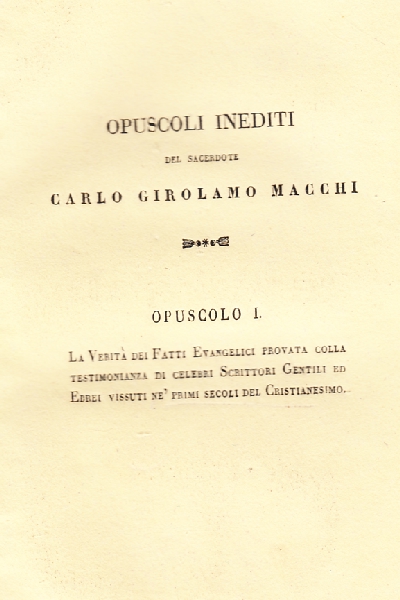 OPUSCOLI INEDITI
DEL SACERDOTE
CARLO GIROLAMO MACCHI
OPUSCOLO I.
LA VERITÀ DEI FATTI EVANGELICI PROVATA COLLA
TESTIMONIANZA DI CELEBRI SCRITTORI GENTILI ED
EBREI VISSUTI NE' PRIMI SECOLI DEL CRISTIANESIMO.